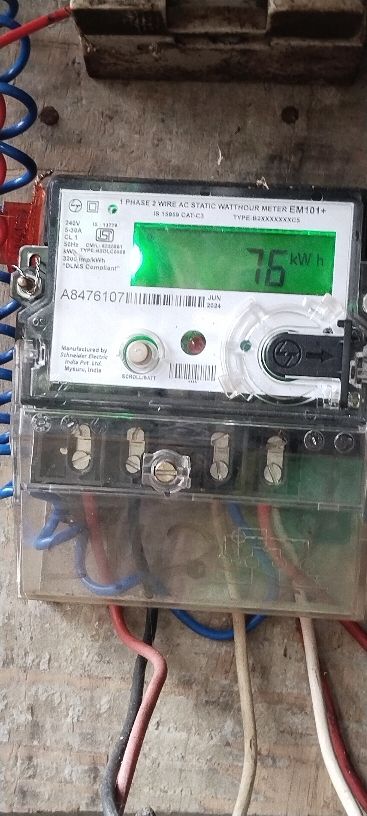 1 PHASE 2 WIRE AC STATIC WATTHOUR METER EM101+
IS 15959 CAT-C3 TYPE-B2XXXXXXXC5
240V
5-30A
CL 1
50Hz
3200 imp/kWh
"DLMS Compliant"
IS : 13779
76 kWh
A8476107
JUN
2024
Manufactured by
Schneider Electric
India Pvt. Ltd.
Mysuru, India
SCROLL/BATT